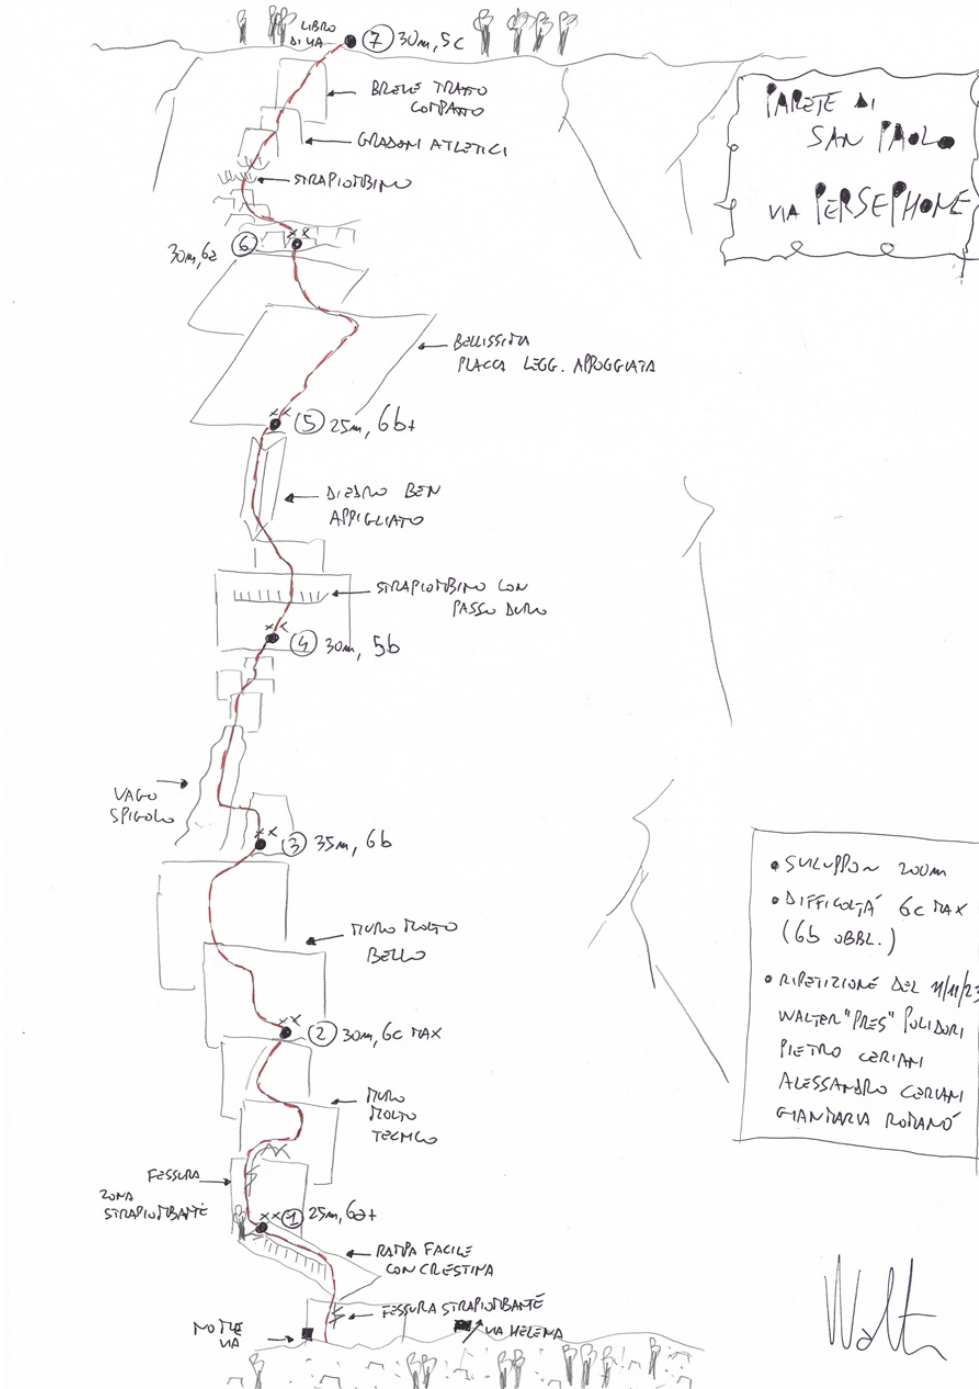 LIBRO
DI VIA
7 30m, 5c
BREVE TRATTO
COMPATTO
GRADONI ATLETICI
STRAPIOMBINO
PARETE DI
SAN PAOLO
VIA PERSEPHONE
6
30m, 6a
BELLISSIMA
PLACCA LEGG. APPOGGIATA
5 25m, 6b+
DIEDRO BEN
APPIGLIATO
STRAPIOMBINO CON
PASSO DURO
4 30m, 5b
VAGO
SPIGOLO
3 35m, 6b
MURO MOLTO
BELLO
2 30m, 6c MAX
MURO
MOLTO
TECNICO
FESSURA
ZONA
STRAPIOMBANTE
1 25m, 6a+
RAMPA FACILE
CON CRESTINA
FESSURA STRAPIOMBANTE
NOME
VIA
VIA HELENA
• SVILUPPO ~ 200m
• DIFFICOLTÀ 6c MAX
(6b OBBL.)
• RIPETIZIONE DEL 11/11/23
WALTER "PRES" POLIDORI
PIETRO CERIANI
ALESSANDRO CERIANI
GIANMARIA ROMANÒ
Walt